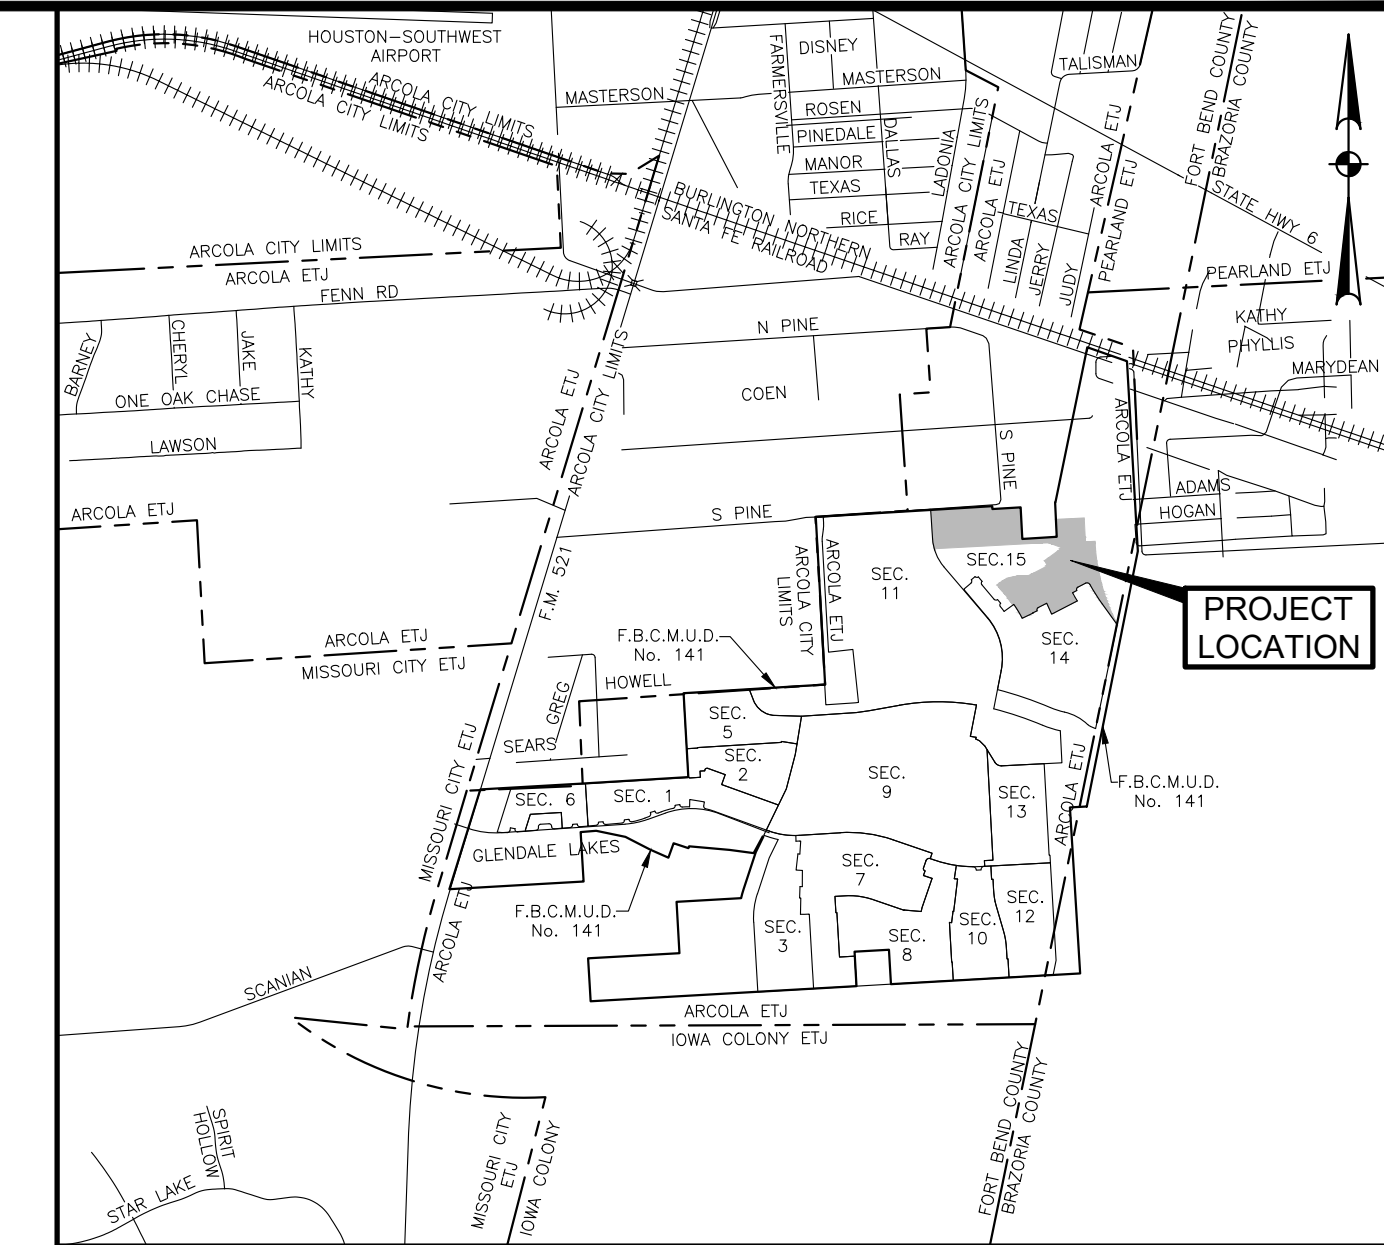 HOUSTON-SOUTHWEST
AIRPORT
ARCOLA CITY LIMITS
ARCOLA CITY LIMITS
MASTERSON
FARMERSVILLE
DISNEY
MASTERSON
ROSEN
PINEDALE
MANOR
TEXAS
RICE
RAY
DALLAS
LADONIA
ARCOLA CITY LIMITS
ARCOLA ETJ
LINDA
JERRY
JUDY
TEXAS
TALISMAN
ARCOLA ETJ
PEARLAND ETJ
FORT BEND COUNTY
BRAZORIA COUNTY
STATE HWY 6
PEARLAND ETJ
KATHY
PHYLLIS
MARYDEAN
BURLINGTON NORTHERN
SANTA FE RAILROAD
ARCOLA CITY LIMITS
ARCOLA ETJ
FENN RD
BARNEY
CHERYL
JAKE
KATHY
ONE OAK CHASE
LAWSON
ARCOLA ETJ
ARCOLA CITY LIMITS
N PINE
COEN
S PINE
S PINE
ARCOLA ETJ
ADAMS
HOGAN
ARCOLA ETJ
ARCOLA ETJ
MISSOURI CITY ETJ
F.M. 521
ARCOLA CITY
LIMITS
ARCOLA ETJ
SEC.
11
SEC.15
SEC.
14
PROJECT
LOCATION
F.B.C.M.U.D.
No. 141
HOWELL
GREG
SEARS
SEC.
5
SEC.
2
SEC. 6
SEC. 1
SEC.
9
SEC.
13
ARCOLA ETJ
F.B.C.M.U.D.
No. 141
MISSOURI CITY ETJ
ARCOLA ETJ
GLENDALE LAKES
F.B.C.M.U.D.
No. 141
SEC.
7
SEC.
3
SEC.
8
SEC.
10
SEC.
12
SCANIAN
ARCOLA ETJ
IOWA COLONY ETJ
SPIRIT
HOLLOW
STAR LAKE
MISSOURI CITY
ETJ
IOWA COLONY
FORT BEND COUNTY
BRAZORIA COUNTY